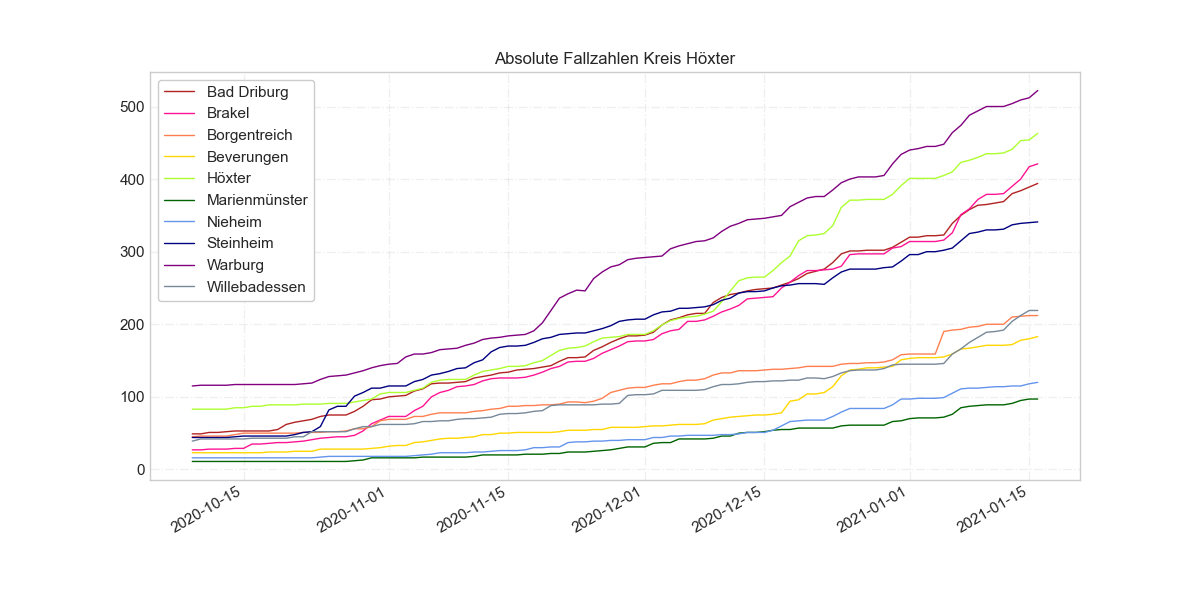 Absolute Fallzahlen Kreis Höxter
Bad Driburg
Brakel
Borgentreich
Beverungen
Höxter
Marienmünster
Nieheim
Steinheim
Warburg
Willebadessen
500
400
300
200
100
0
2020-10-15
2020-11-01
2020-11-15
2020-12-01
2020-12-15
2021-01-01
2021-01-15